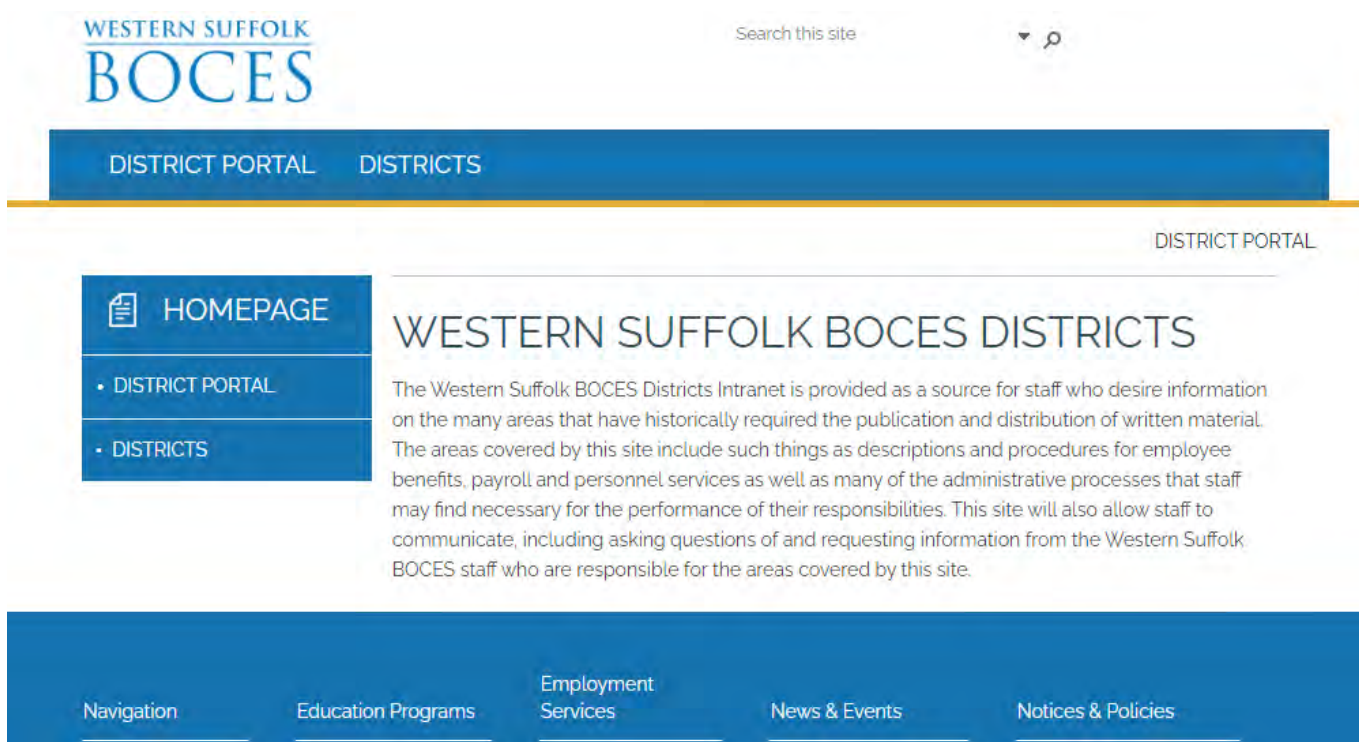 WESTERN SUFFOLK
BOCES
Search this site
DISTRICT PORTAL DISTRICTS
DISTRICT PORTAL
HOMEPAGE
• DISTRICT PORTAL
• DISTRICTS
WESTERN SUFFOLK BOCES DISTRICTS
The Western Suffolk BOCES Districts Intranet is provided as a source for staff who desire information
on the many areas that have historically required the publication and distribution of written material.
The areas covered by this site include such things as descriptions and procedures for employee
benefits, payroll and personnel services as well as many of the administrative processes that staff
may find necessary for the performance of their responsibilities. This site will also allow staff to
communicate, including asking questions of and requesting information from the Western Suffolk
BOCES staff who are responsible for the areas covered by this site.
Navigation
Education Programs
Employment
Services
News & Events
Notices & Policies